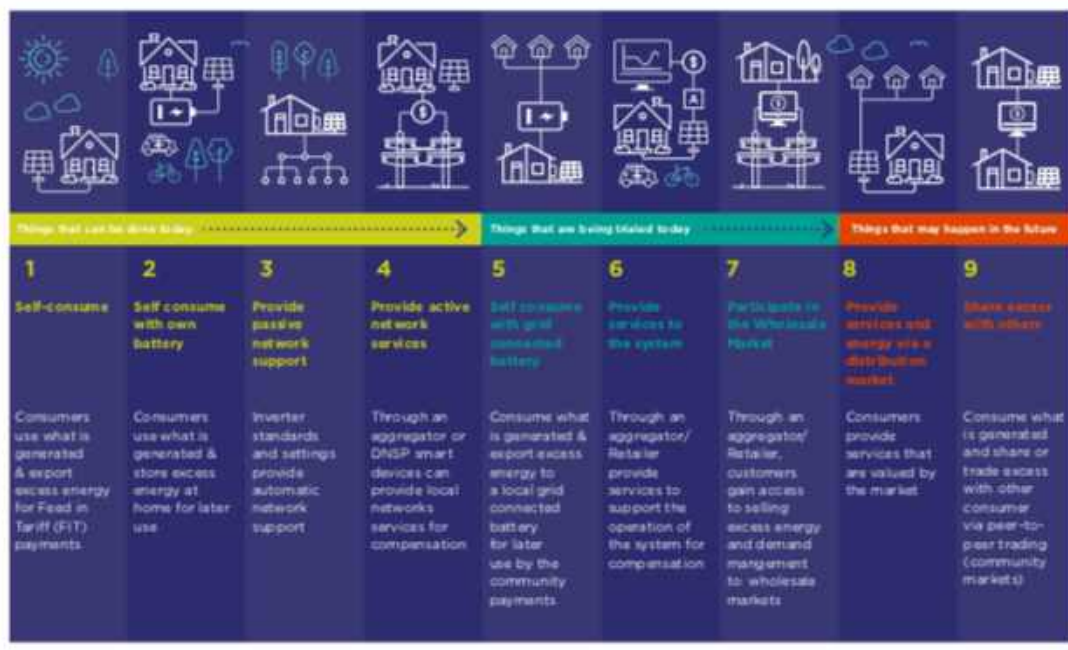 Things that can be done today
Things that are being trialed today
Things that may happen in the future
1
Self-consume
Consumers
use what is
generated
& export
excess energy
for Feed in
Tariff (FiT)
payments
2
Self consume
with own
battery
Consumers
use what is
generated &
store excess
energy at
home for later
use
3
Provide
passive
network
support
Inverter
standards
and settings
provide
automatic
network
support
4
Provide active
network
services
Through an
aggregator or
DNSP smart
devices can
provide local
networks
services for
compensation
5
Self consume
with grid
connected
battery
Consume what
is generated &
export excess
energy to
a local grid
connected
battery
for later
use by the
community
payments
6
Provide
services to
the system
Through an
aggregator/
Retailer
provide
services to
support the
operation of
the system for
compensation
7
Participate in
the Wholesale
Market
Through an
aggregator/
Retailer,
customers
gain access
to selling
excess energy
and demand
mangement
to wholesale
markets
8
Provide
services and
energy via a
distribution
market
Consumers
provide
services that
are valued by
the market
9
Share excess
with others
Consume what
is generated
and share or
trade excess
with other
consumer
via peer-to-
peer trading
(community
markets)
$
$
A
$
$